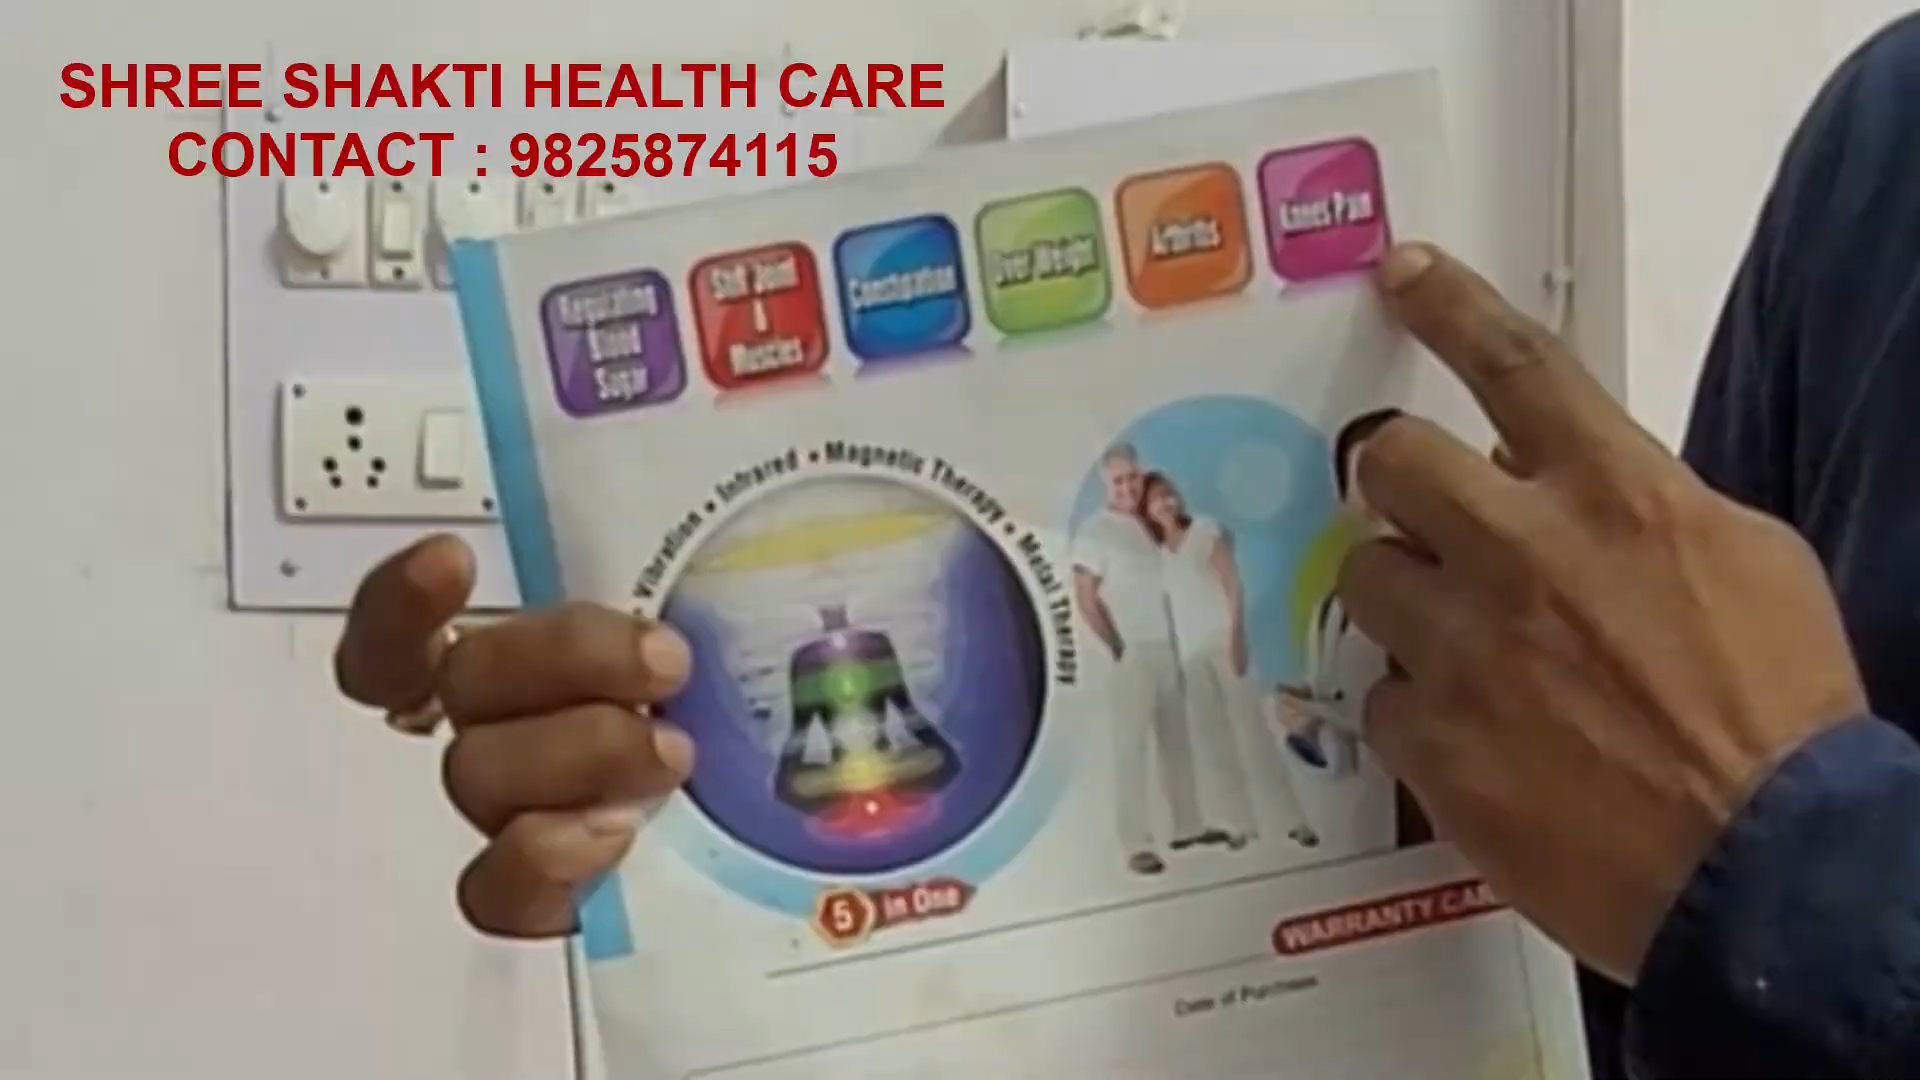 SHREE SHAKTI HEALTH CARE
CONTACT : 9825874115
Regulating
Blood
Sugar
Stiff Joint
&
Muscles
Constipation
Over Weight
Arthritis
Knees Pain
• Vibration • Infrared • Magnetic Therapy • Metal Therapy
5 in One
WARRANTY CAR
Date of Purchase